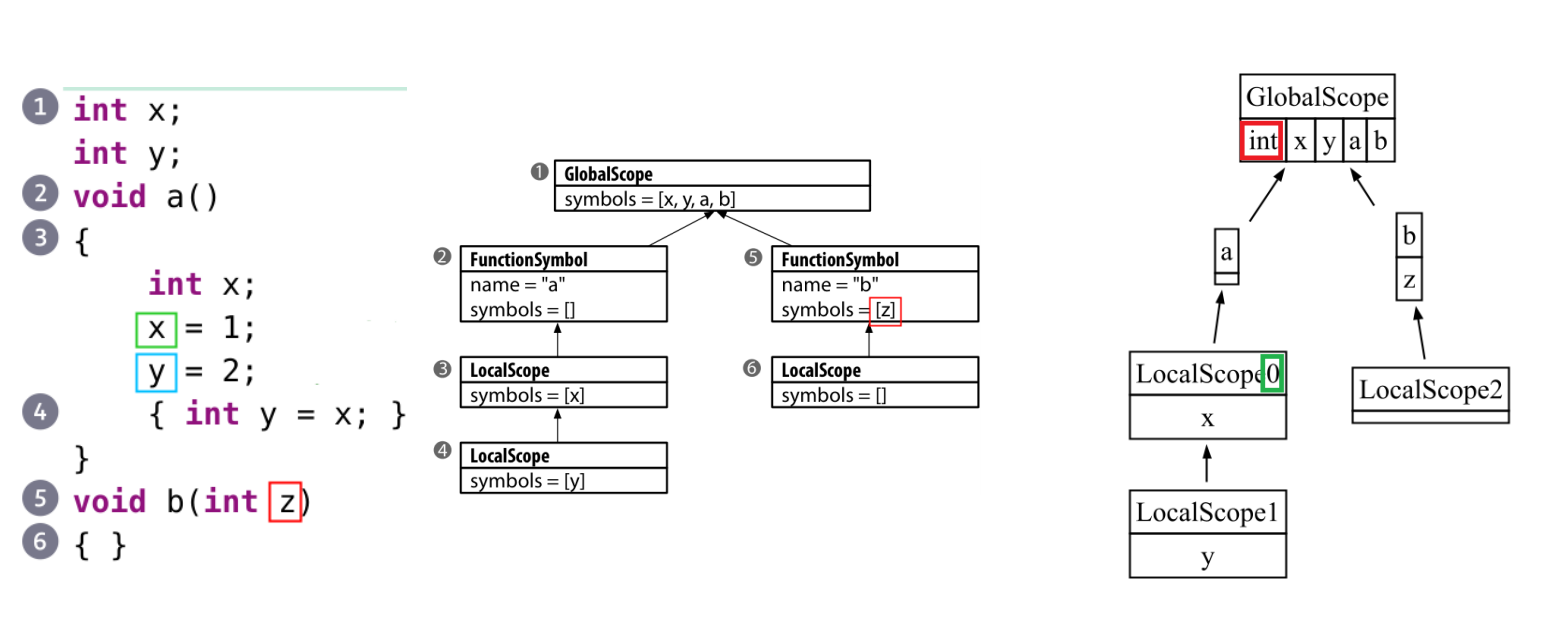 1 int x;
int y;
2 void a()
3 {
int x;
x = 1;
y = 2;
4 { int y = x; }
}
5 void b(int z)
6 { }
1 GlobalScope
symbols = [x, y, a, b]
2 FunctionSymbol
name = "a"
symbols = []
5 FunctionSymbol
name = "b"
symbols = [z]
3 LocalScope
symbols = [x]
6 LocalScope
symbols = []
4 LocalScope
symbols = [y]
GlobalScope
int x y a b
a
b
z
LocalScope0
x
LocalScope2
LocalScope1
y